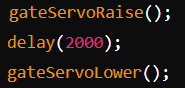 gateServoRaise();
delay(2000);
gateServoLower();